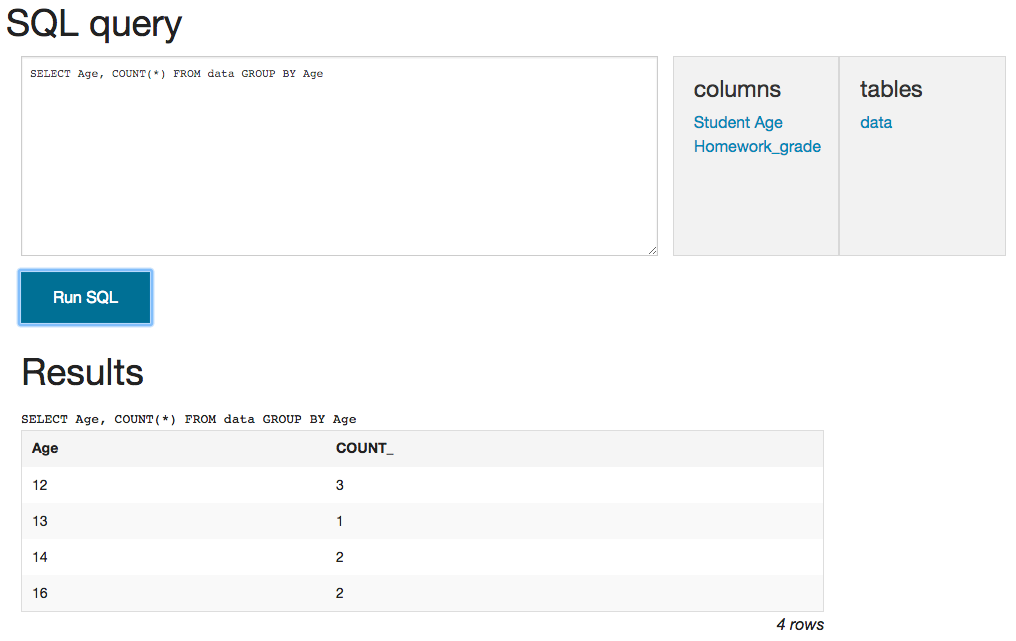 SQL query
SELECT Age, COUNT(*) FROM data GROUP BY Age
columns
Student Age
Homework_grade
tables
data
Run SQL
Results
SELECT Age, COUNT(*) FROM data GROUP BY Age
Age COUNT_
12 3
13 1
14 2
16 2
4 rows